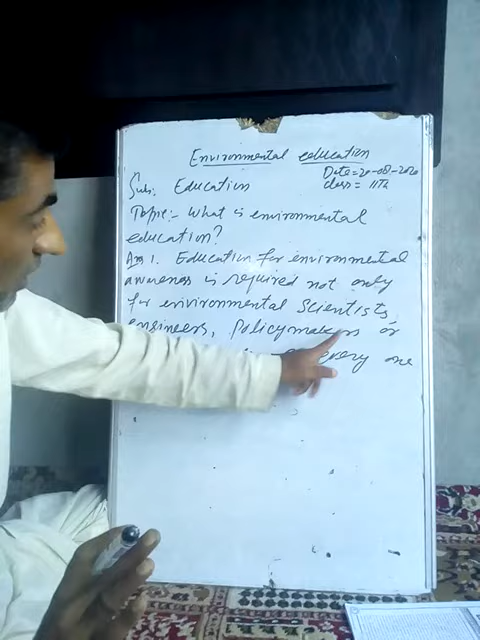 Environmental education
Date=20-08-2020
Sub:. Education
class = 11Th
Topic:- What is environmental
education?
Ans 1. Education for environmental
awareness is required not only
for environmental Scientists
engineers, Policymakers or
every one